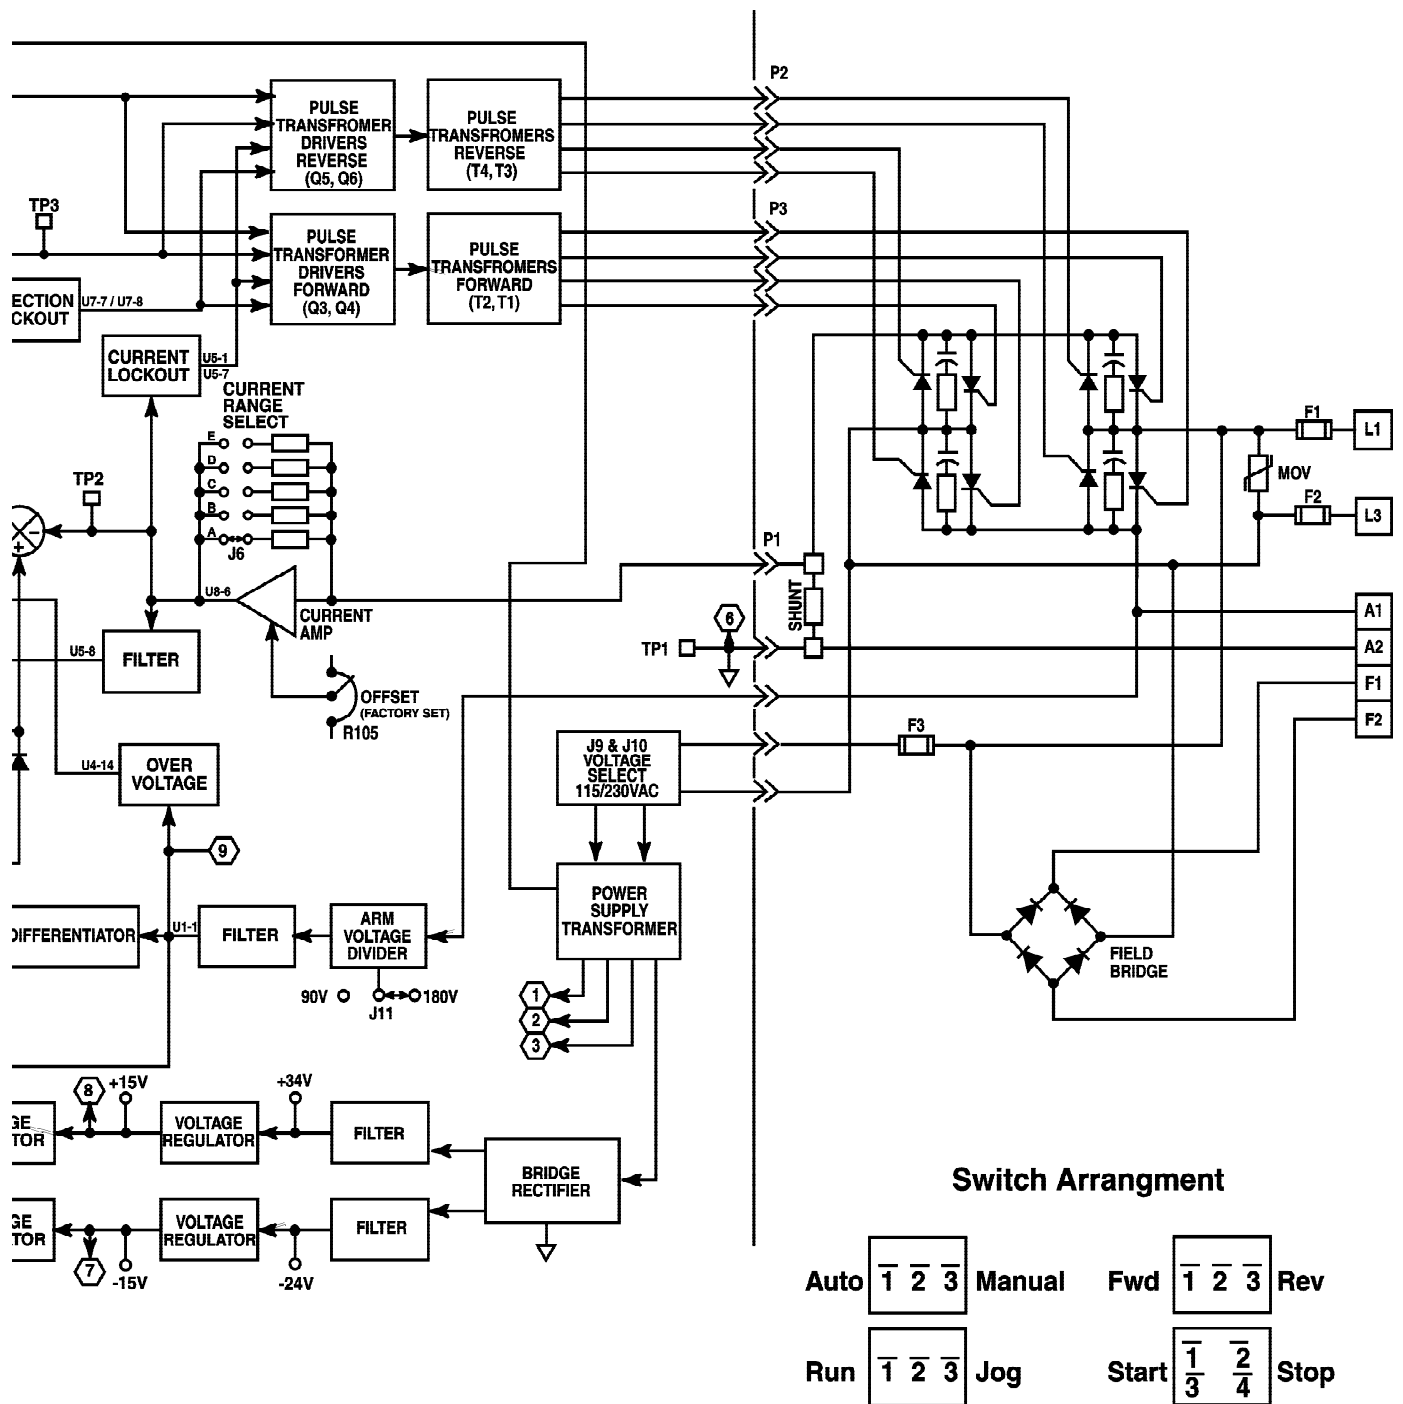 P2
PULSE
TRANSFROMER
DRIVERS
REVERSE
(Q5, Q6)
PULSE
TRANSFROMERS
REVERSE
(T4, T3)
TP3
P3
PULSE
TRANSFORMER
DRIVERS
FORWARD
(Q3, Q4)
PULSE
TRANSFROMERS
FORWARD
(T2, T1)
ECTION
CKOUT
U7-7 / U7-8
CURRENT
LOCKOUT
U5-1
U5-7
CURRENT
RANGE
SELECT
E
D
C
B
A
J6
TP2
-
+
F1
L1
MOV
F2
L3
P1
SHUNT
U8-6
CURRENT
AMP
6
TP1
A1
A2
F1
F2
U5-8
FILTER
OFFSET
(FACTORY SET)
R105
F3
J9 & J10
VOLTAGE
SELECT
115/230VAC
U4-14
OVER
VOLTAGE
9
POWER
SUPPLY
TRANSFORMER
DIFFERENTIATOR
U1-1
FILTER
ARM
VOLTAGE
DIVIDER
FIELD
BRIDGE
90V
180V
J11
1
2
3
8
+15V
+34V
GE
TOR
VOLTAGE
REGULATOR
FILTER
BRIDGE
RECTIFIER
GE
TOR
VOLTAGE
REGULATOR
FILTER
7
-15V
-24V
Switch Arrangment
Auto 1 2 3 Manual
Fwd 1 2 3 Rev
Run 1 2 3 Jog
Start 1 2 Stop
3 4